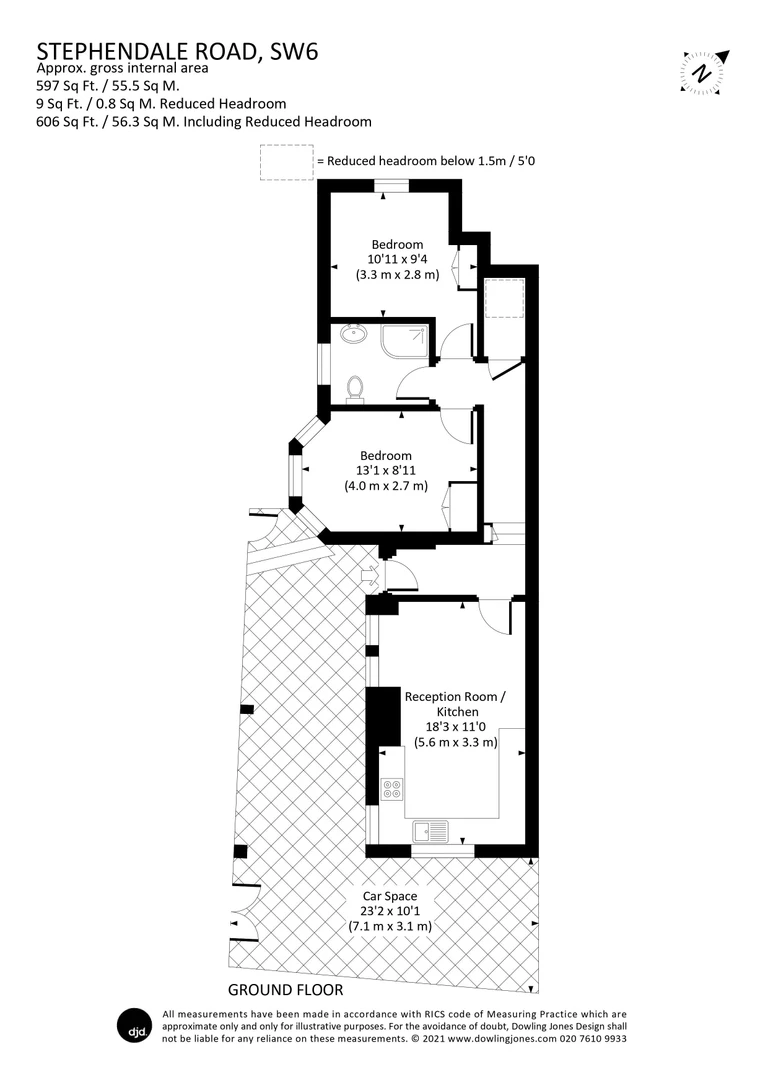 STEPHENDALE ROAD, SW6
Approx. gross internal area
597 Sq Ft. / 55.5 Sq M.
9 Sq Ft. / 0.8 Sq M. Reduced Headroom
606 Sq Ft. / 56.3 Sq M. Including Reduced Headroom
N
= Reduced headroom below 1.5m / 5'0
Bedroom
10'11 x 9'4
(3.3 m x 2.8 m)
Bedroom
13'1 x 8'11
(4.0 m x 2.7 m)
Reception Room /
Kitchen
18'3 x 11'0
(5.6 m x 3.3 m)
Car Space
23'2 x 10'1
(7.1 m x 3.1 m)
GROUND FLOOR
djd.
All measurements have been made in accordance with RICS code of Measuring Practice which are
approximate only and only for illustrative purposes. For the avoidance of doubt, Dowling Jones Design shall
not be liable for any reliance on these measurements. © 2021 www.dowlingjones.com 020 7610 9933